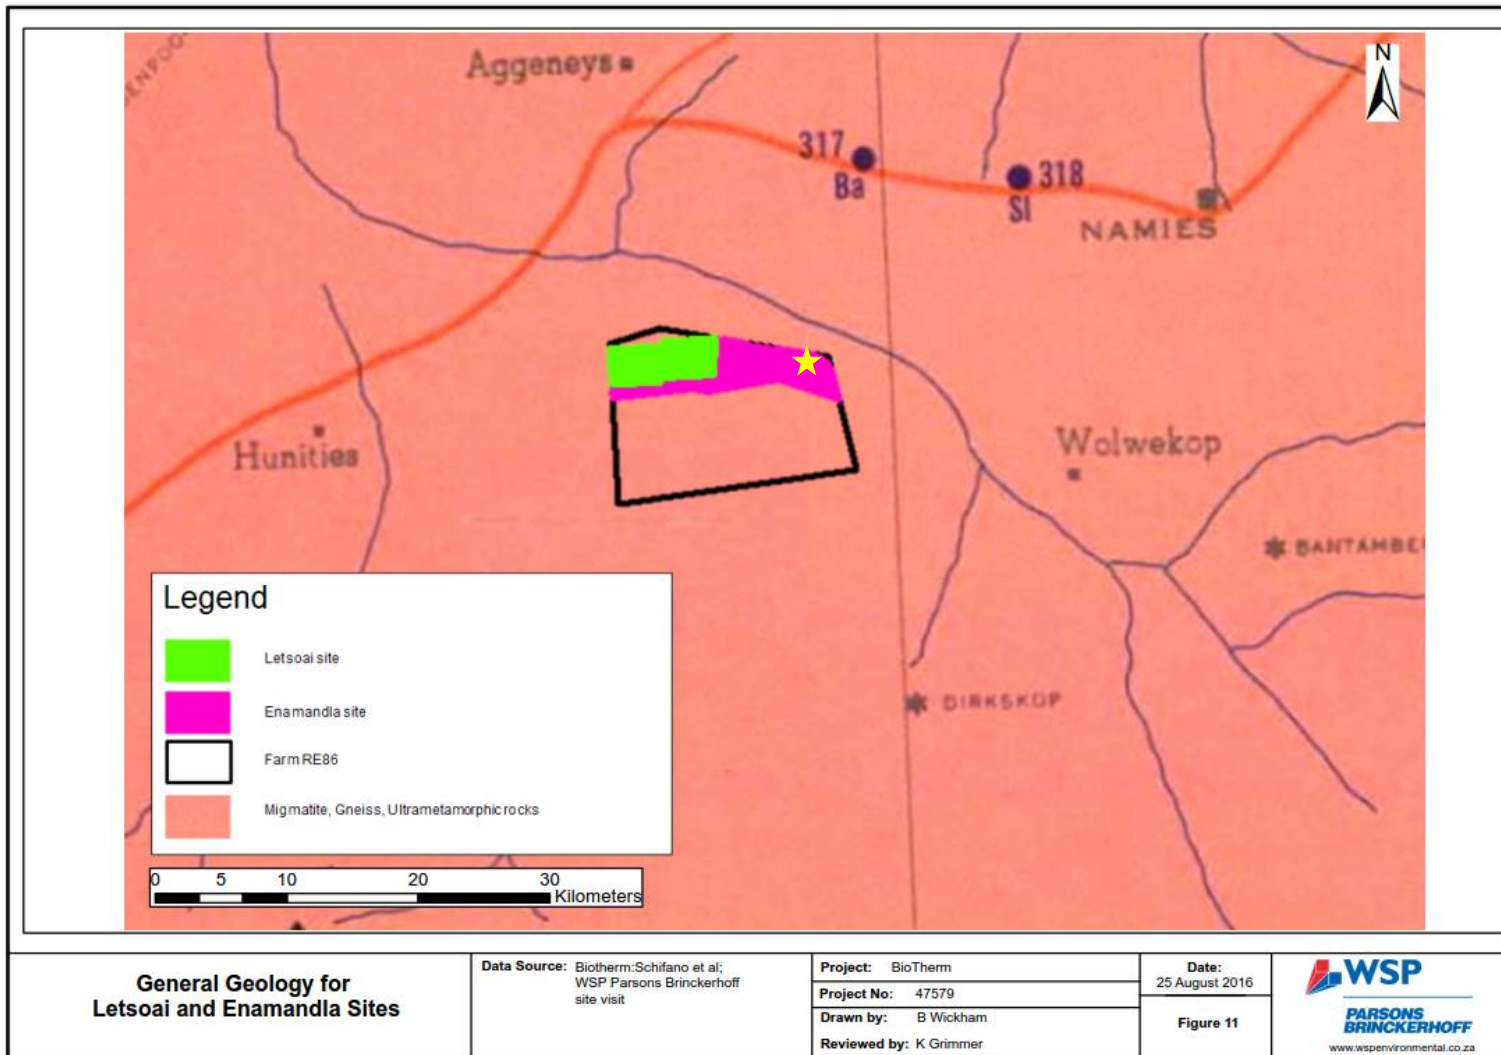 Aggeneys
N
317
Ba
318
SI
NAMIES
Hunities
Wolwekop
BANTAMBE
DIRKSKOP
Legend
Letsoai site
Enamandla site
Farm RE86
Migmatite, Gneiss, Ultrametamorphic rocks
0 5 10 20 30
Kilometers
General Geology for
Letsoai and Enamandla Sites
Data Source: Biotherm:Schifano et al;
WSP Parsons Brinckerhoff
site visit
Project: BioTherm
Project No: 47579
Drawn by: B Wickham
Reviewed by: K Grimmer
Date:
25 August 2016
Figure 11
WSP
PARSONS
BRINCKERHOFF
www.wspenvironmental.co.za